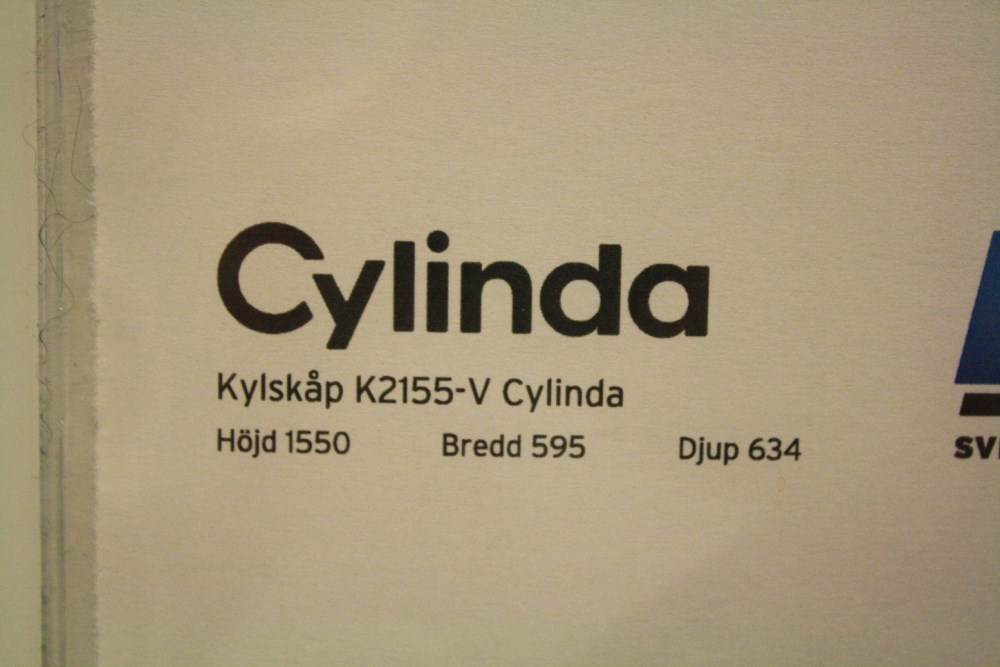 Cylinda
Kylskåp K2155-V Cylinda
Höjd 1550 Bredd 595 Djup 634